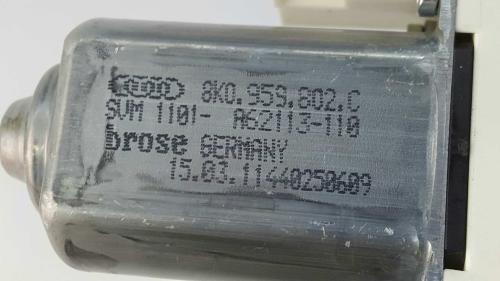 8K0.959.802.C
SVM 1101- A62113-110
brose GERMANY
15.03.11440250609